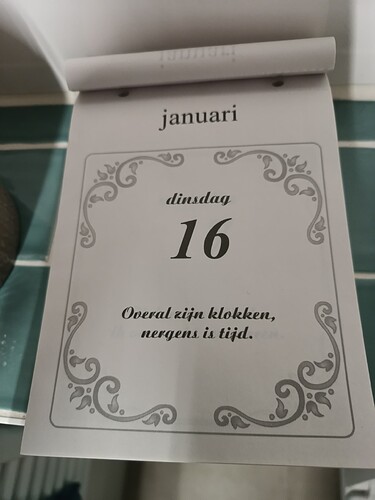 januari
dinsdag
16
Overal zijn klokken,
nergens is tijd.